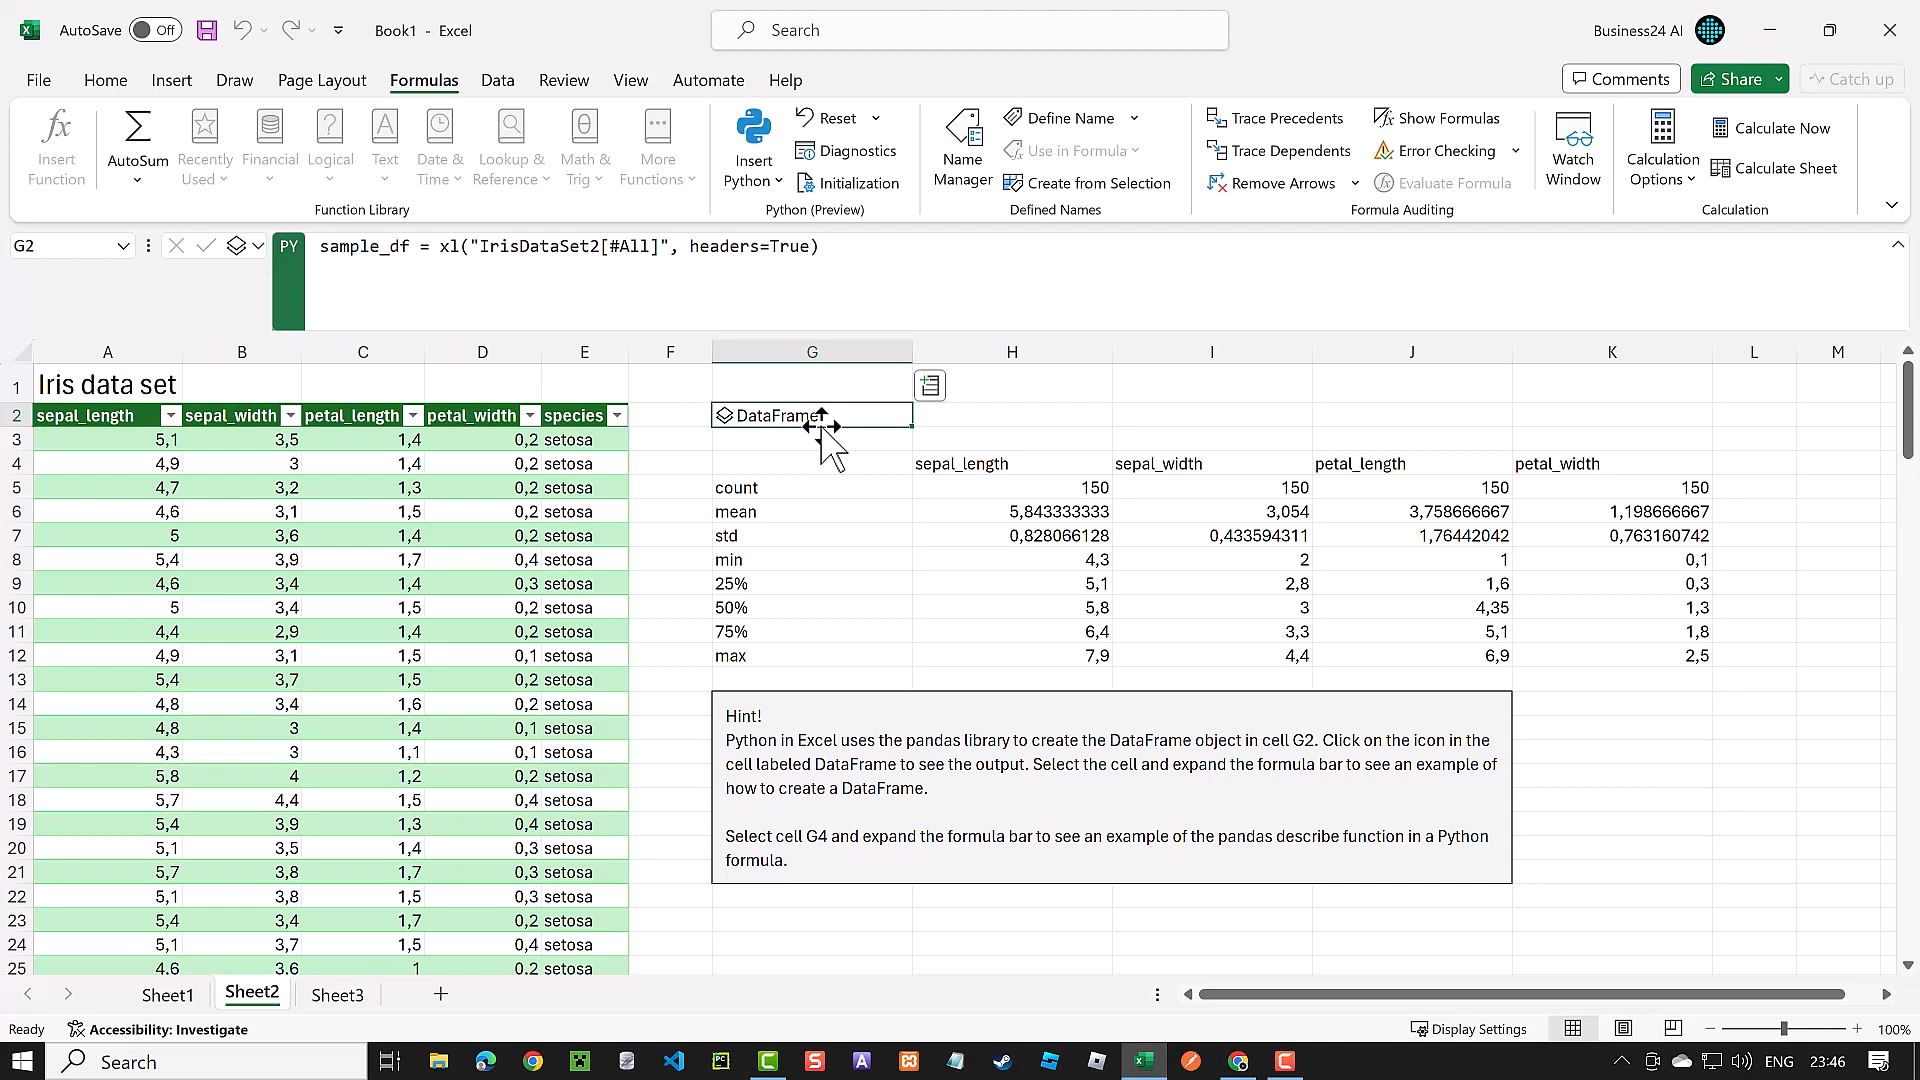 AutoSave Off Book1 - Excel Search Business24 AI
File Home Insert Draw Page Layout Formulas Data Review View Automate Help Comments Share Catch up
Insert Function
AutoSum
Recently Used
Financial
Logical
Text
Date & Time
Lookup & Reference
Math & Trig
More Functions
Function Library
Insert Python
Reset
Diagnostics
Initialization
Python (Preview)
Name Manager
Define Name
Use in Formula
Create from Selection
Defined Names
Trace Precedents
Trace Dependents
Remove Arrows
Show Formulas
Error Checking
Evaluate Formula
Formula Auditing
Watch Window
Calculation Options
Calculate Now
Calculate Sheet
Calculation
G2 PY sample_df = xl("IrisDataSet2[#All]", headers=True)
A B C D E F G H I J K L M
1 Iris data set
2 sepal_length sepal_width petal_length petal_width species DataFrame
3 5,1 3,5 1,4 0,2 setosa
4 4,9 3 1,4 0,2 setosa sepal_length sepal_width petal_length petal_width
5 4,7 3,2 1,3 0,2 setosa count 150 150 150 150
6 4,6 3,1 1,5 0,2 setosa mean 5,843333333 3,054 3,758666667 1,198666667
7 5 3,6 1,4 0,2 setosa std 0,828066128 0,433594311 1,76442042 0,763160742
8 5,4 3,9 1,7 0,4 setosa min 4,3 2 1 0,1
9 4,6 3,4 1,4 0,3 setosa 25% 5,1 2,8 1,6 0,3
10 5 3,4 1,5 0,2 setosa 50% 5,8 3 4,35 1,3
11 4,4 2,9 1,4 0,2 setosa 75% 6,4 3,3 5,1 1,8
12 4,9 3,1 1,5 0,1 setosa max 7,9 4,4 6,9 2,5
13 5,4 3,7 1,5 0,2 setosa
14 4,8 3,4 1,6 0,2 setosa
15 4,8 3 1,4 0,1 setosa
16 4,3 3 1,1 0,1 setosa
17 5,8 4 1,2 0,2 setosa
18 5,7 4,4 1,5 0,4 setosa
19 5,4 3,9 1,3 0,4 setosa
20 5,1 3,5 1,4 0,3 setosa
21 5,7 3,8 1,7 0,3 setosa
22 5,1 3,8 1,5 0,3 setosa
23 5,4 3,4 1,7 0,2 setosa
24 5,1 3,7 1,5 0,4 setosa
25 4,6 3,6 1 0,2 setosa
Hint!
Python in Excel uses the pandas library to create the DataFrame object in cell G2. Click on the icon in the
cell labeled DataFrame to see the output. Select the cell and expand the formula bar to see an example of
how to create a DataFrame.
Select cell G4 and expand the formula bar to see an example of the pandas describe function in a Python
formula.
Sheet1 Sheet2 Sheet3
Ready Accessibility: Investigate Display Settings 100%
Search ENG 23:46